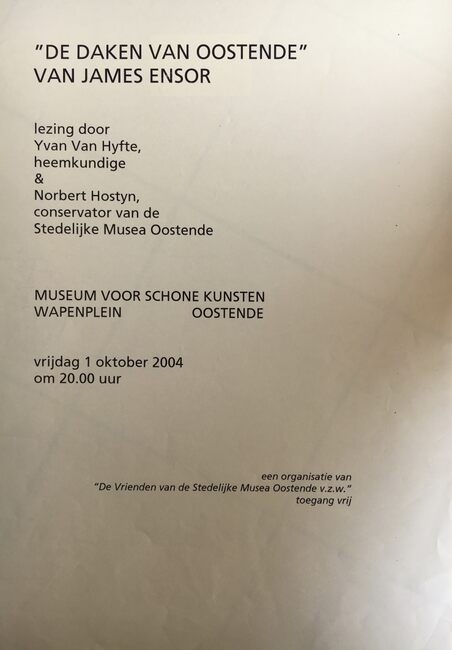 "DE DAKEN VAN OOSTENDE"
VAN JAMES ENSOR
lezing door
Yvan Van Hyfte,
heemkundige
&
Norbert Hostyn,
conservator van de
Stedelijke Musea Oostende
MUSEUM VOOR SCHONE KUNSTEN
WAPENPLEIN OOSTENDE
vrijdag 1 oktober 2004
om 20.00 uur
een organisatie van
"De Vrienden van de Stedelijke Musea Oostende v.z.w."
toegang vrij